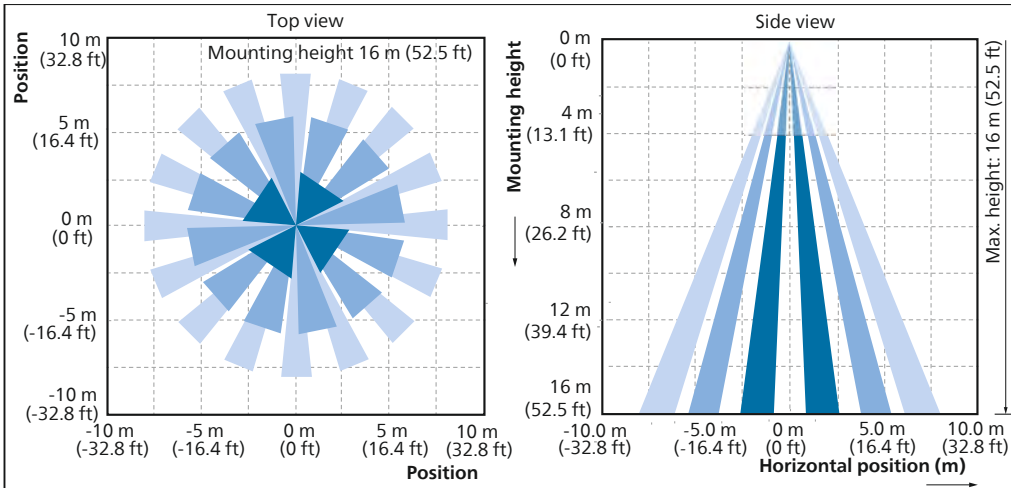 Top view
Position
Mounting height 16 m (52.5 ft)
10 m
(32.8 ft)
5 m
(16.4 ft)
0 m
(0 ft)
-5 m
(-16.4 ft)
-10 m
(-32.8 ft)
-10 m
(-32.8 ft)
-5 m
(-16.4 ft)
0 m
(0 ft)
5 m
(16.4 ft)
10 m
(32.8 ft)
Position
Side view
Mounting height
0 m
(0 ft)
4 m
(13.1 ft)
8 m
(26.2 ft)
12 m
(39.4 ft)
16 m
(52.5 ft)
Max. height: 16 m (52.5 ft)
-10.0 m
(-32.8 ft)
-5.0 m
(-16.4 ft)
0 m
(0 ft)
5.0 m
(16.4 ft)
10.0 m
(32.8 ft)
Horizontal position (m)